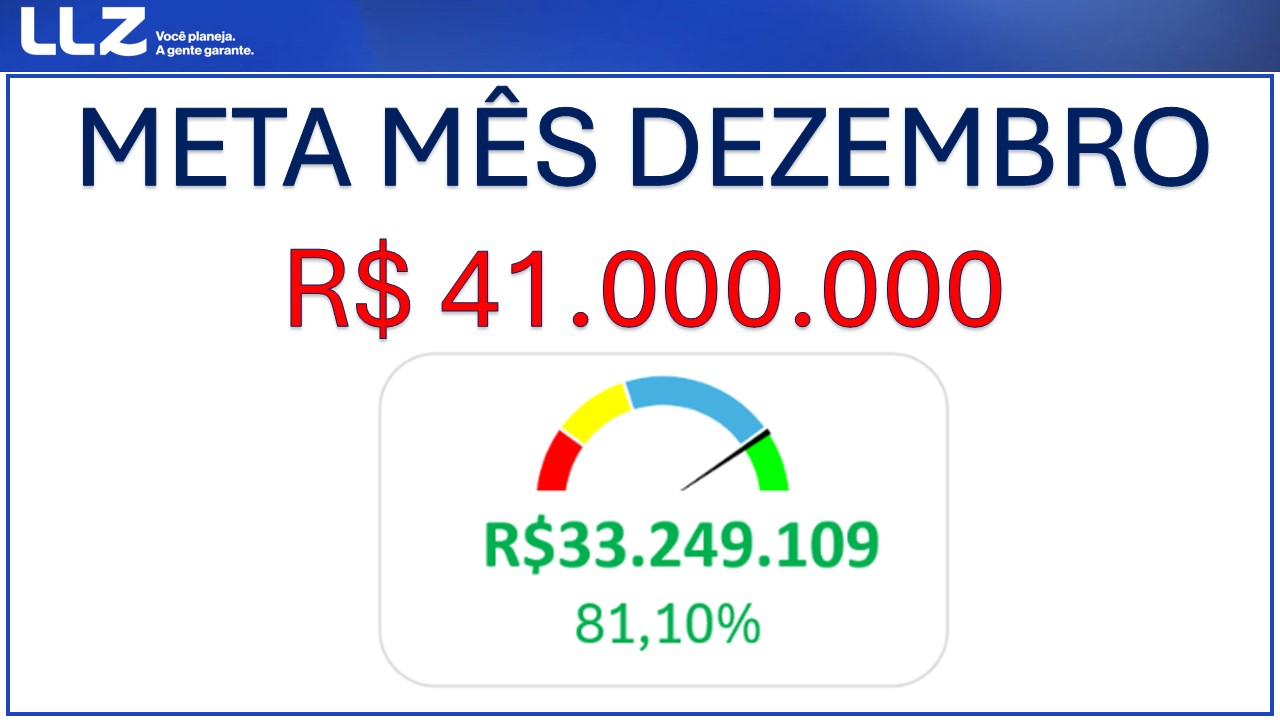 LLZ
Você planeja.
A gente garante.
META MÊS DEZEMBRO
R$ 41.000.000
R$33.249.109
81,10%